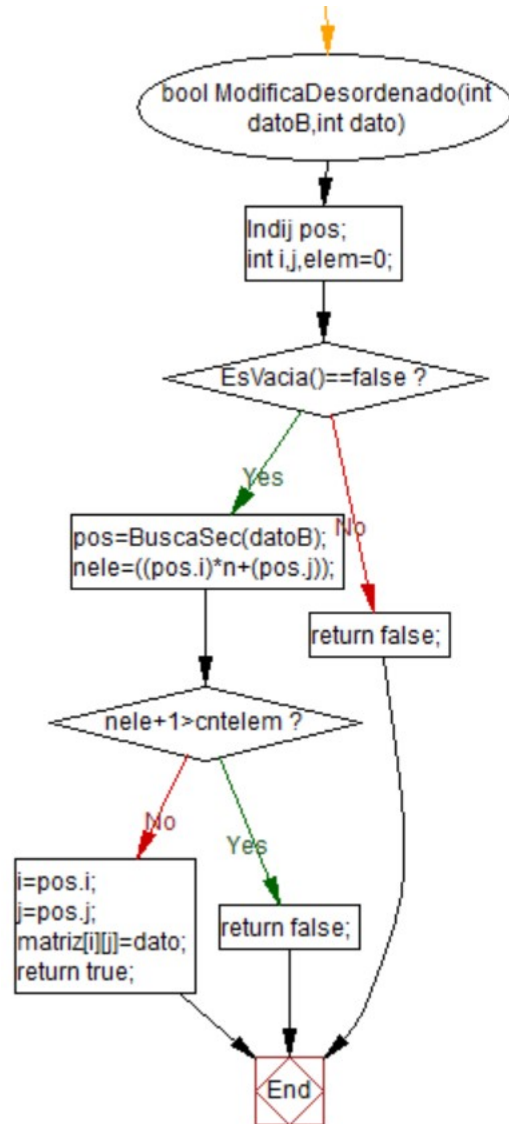 bool ModificaDesordenado(int
datoB,int dato)
Indij pos;
int i,j,elem=0;
EsVacia()==false ?
Yes
No
pos=BuscaSec(datoB);
nele=((pos.i)*n+(pos.j));
return false;
nele+1>cntelem ?
No
Yes
i=pos.i;
j=pos.j;
matriz[i][j]=dato;
return true;
return false;
End